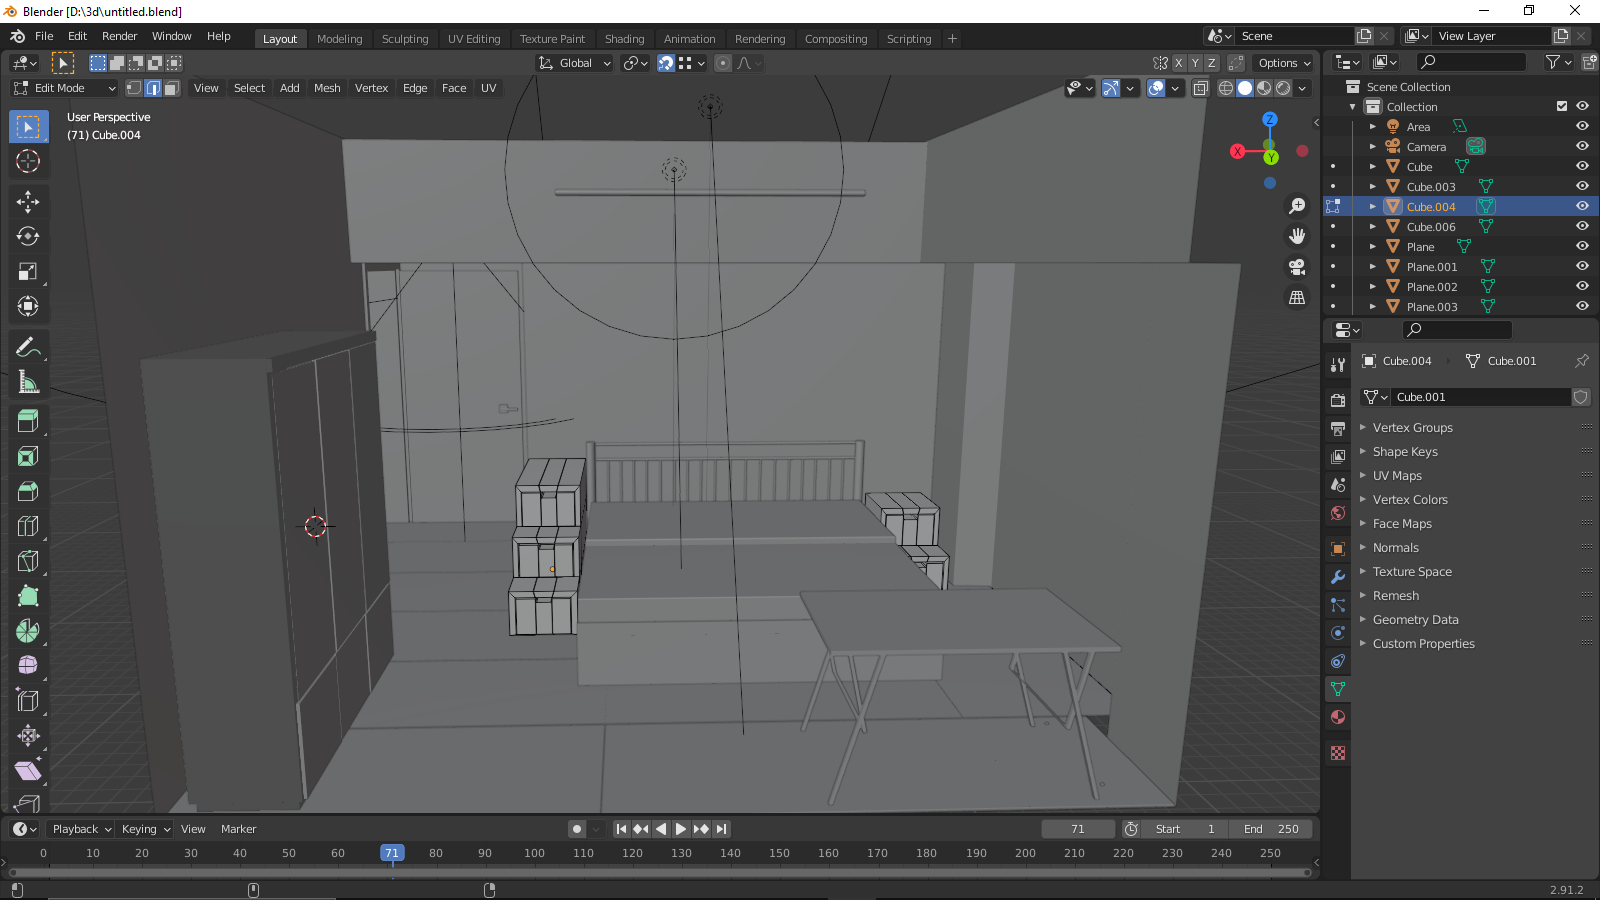 Blender [D:\3d\untitled.blend]
File Edit Render Window Help Layout Modeling Sculpting UV Editing Texture Paint Shading Animation Rendering Compositing Scripting + Scene View Layer
Global X Y Z Options
Edit Mode View Select Add Mesh Vertex Edge Face UV
User Perspective
(71) Cube.004
Z
X
Y
Scene Collection
Collection
Area
Camera
Cube
Cube.003
Cube.004
Cube.006
Plane
Plane.001
Plane.002
Plane.003
Cube.004 Cube.001
Cube.001
Vertex Groups
Shape Keys
UV Maps
Vertex Colors
Face Maps
Normals
Texture Space
Remesh
Geometry Data
Custom Properties
Playback Keying View Marker 71 Start 1 End 250
0 10 20 30 40 50 60 71 80 90 100 110 120 130 140 150 160 170 180 190 200 210 220 230 240 250
2.91.2